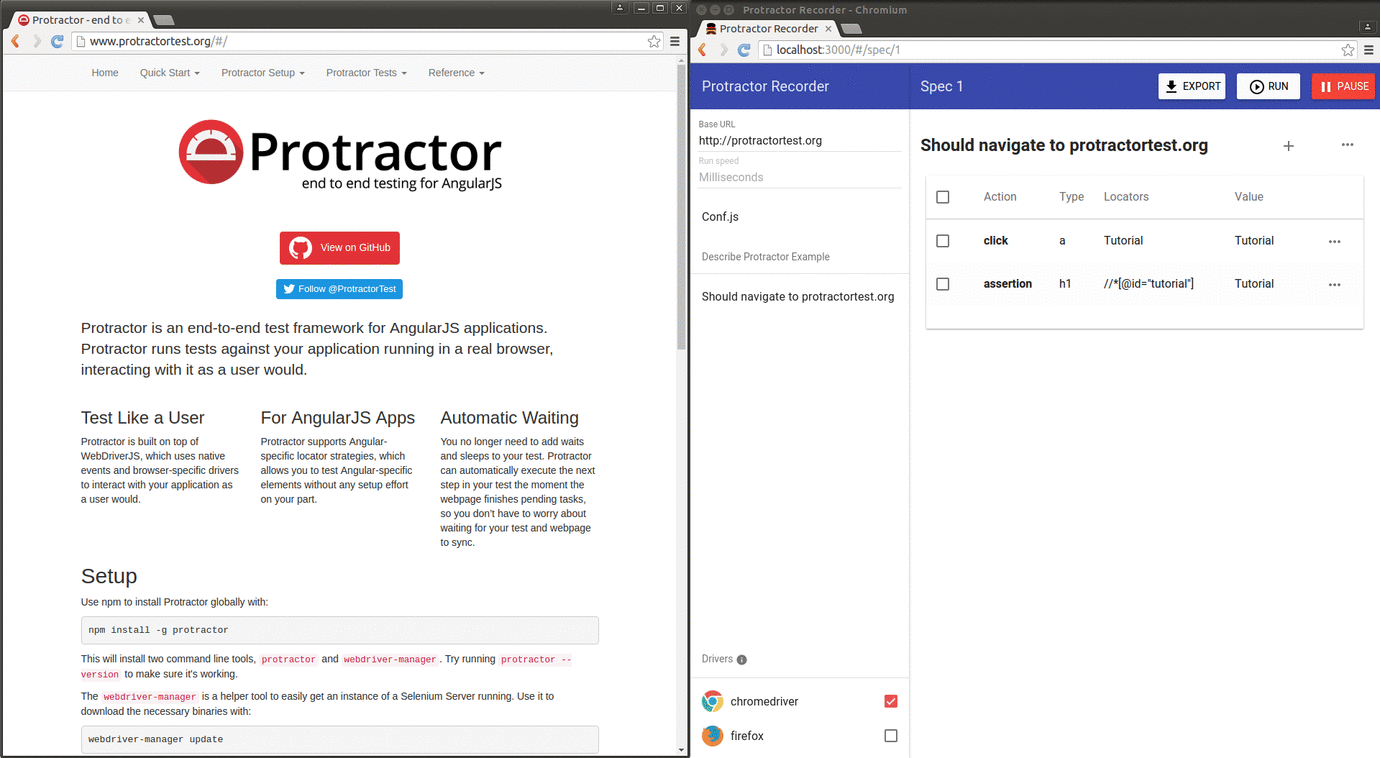 Protractor - end to e
www.protractortest.org/#/
Home Quick Start Protractor Setup Protractor Tests Reference
Protractor
end to end testing for AngularJS
View on GitHub
Follow @ProtractorTest
Protractor is an end-to-end test framework for AngularJS applications.
Protractor runs tests against your application running in a real browser,
interacting with it as a user would.
Test Like a User
Protractor is built on top of
WebDriverJS, which uses native
events and browser-specific drivers
to interact with your application as
a user would.
For AngularJS Apps
Protractor supports Angular-
specific locator strategies, which
allows you to test Angular-specific
elements without any setup effort
on your part.
Automatic Waiting
You no longer need to add waits
and sleeps to your test. Protractor
can automatically execute the next
step in your test the moment the
webpage finishes pending tasks,
so you don't have to worry about
waiting for your test and webpage
to sync.
Setup
Use npm to install Protractor globally with:
npm install -g protractor
This will install two command line tools, protractor and webdriver-manager. Try running protractor --
version to make sure it's working.
The webdriver-manager is a helper tool to easily get an instance of a Selenium Server running. Use it to
download the necessary binaries with:
webdriver-manager update
Protractor Recorder - Chromium
Protractor Recorder
localhost:3000/#/spec/1
Protractor Recorder
Spec 1
EXPORT
RUN
PAUSE
Base URL
http://protractortest.org
Run speed
Milliseconds
Conf.js
Describe Protractor Example
Should navigate to protractortest.org
Drivers
chromedriver
firefox
Should navigate to protractortest.org
Action Type Locators Value
click a Tutorial Tutorial
assertion h1 //*[@id="tutorial"] Tutorial